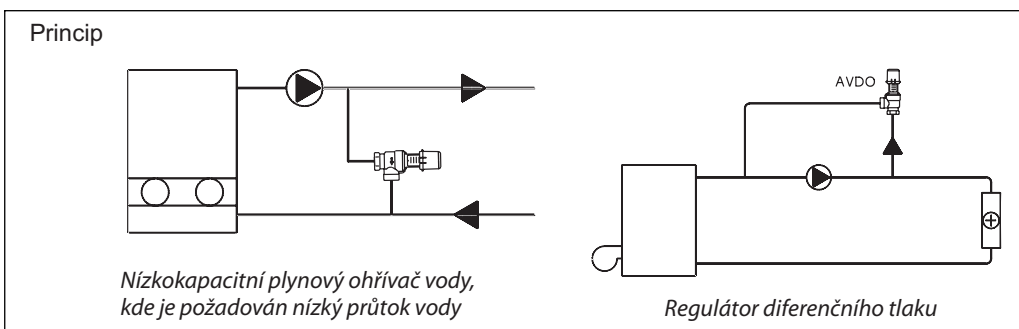 Princip
AVDO
Nízkokapacitní plynový ohřívač vody,
kde je požadován nízký průtok vody
Regulátor diferenčního tlaku